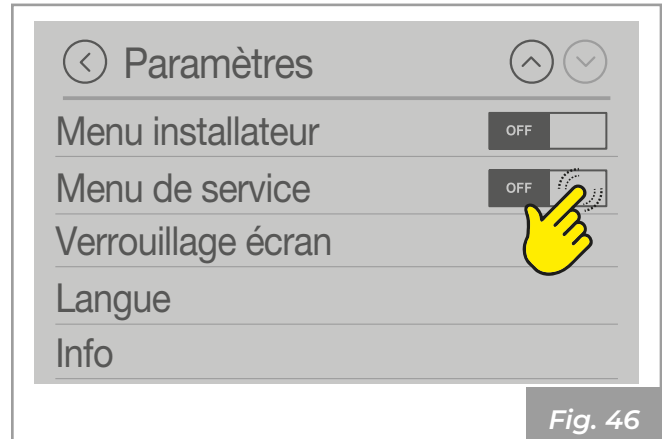 Paramètres
Menu installateur OFF
Menu de service OFF
Verrouillage écran
Langue
Info
Fig. 46